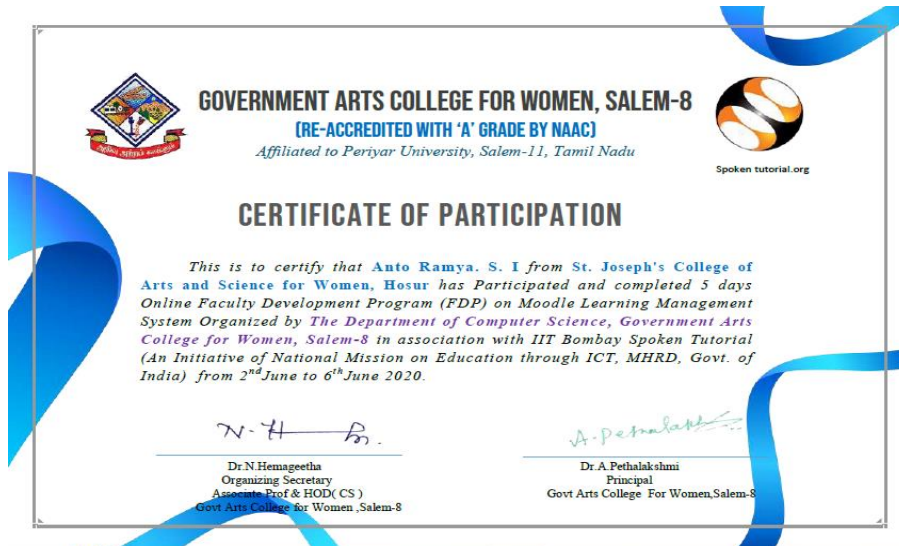 GOVERNMENT ARTS COLLEGE FOR WOMEN, SALEM-8
(RE-ACCREDITED WITH ‘A’ GRADE BY NAAC)
Affiliated to Periyar University, Salem-11, Tamil Nadu
Spoken tutorial.org
CERTIFICATE OF PARTICIPATION
This is to certify that Anto Ramya. S. I from St. Joseph's College of
Arts and Science for Women, Hosur has Participated and completed 5 days
Online Faculty Development Program (FDP) on Moodle Learning Management
System Organized by The Department of Computer Science, Government Arts
College for Women, Salem-8 in association with IIT Bombay Spoken Tutorial
(An Initiative of National Mission on Education through ICT, MHRD, Govt. of
India) from 2nd June to 6th June 2020.
N-H
A. Pethalaksh
Dr.N.Hemageetha
Organizing Secretary
Associate Prof & HOD( CS )
Govt Arts College for Women ,Salem-8
Dr.A.Pethalakshmi
Principal
Govt Arts College For Women,Salem-8